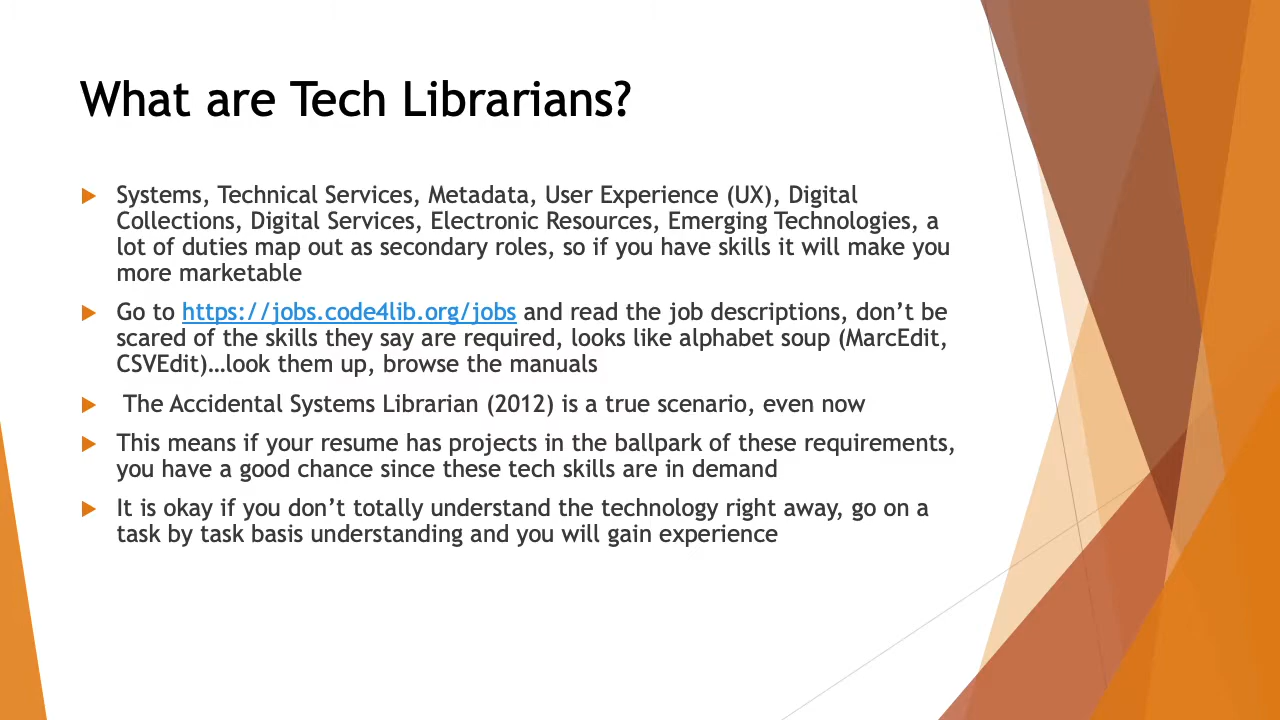 What are Tech Librarians?
Systems, Technical Services, Metadata, User Experience (UX), Digital
Collections, Digital Services, Electronic Resources, Emerging Technologies, a
lot of duties map out as secondary roles, so if you have skills it will make you
more marketable
Go to https://jobs.code4lib.org/jobs and read the job descriptions, don’t be
scared of the skills they say are required, looks like alphabet soup (MarcEdit,
CSVEdit)…look them up, browse the manuals
The Accidental Systems Librarian (2012) is a true scenario, even now
This means if your resume has projects in the ballpark of these requirements,
you have a good chance since these tech skills are in demand
It is okay if you don’t totally understand the technology right away, go on a
task by task basis understanding and you will gain experience